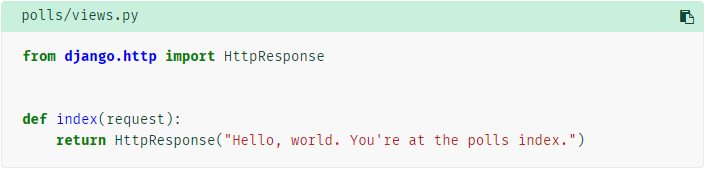 polls/views.py
from django.http import HttpResponse
def index(request):
    return HttpResponse("Hello, world. You're at the polls index.")